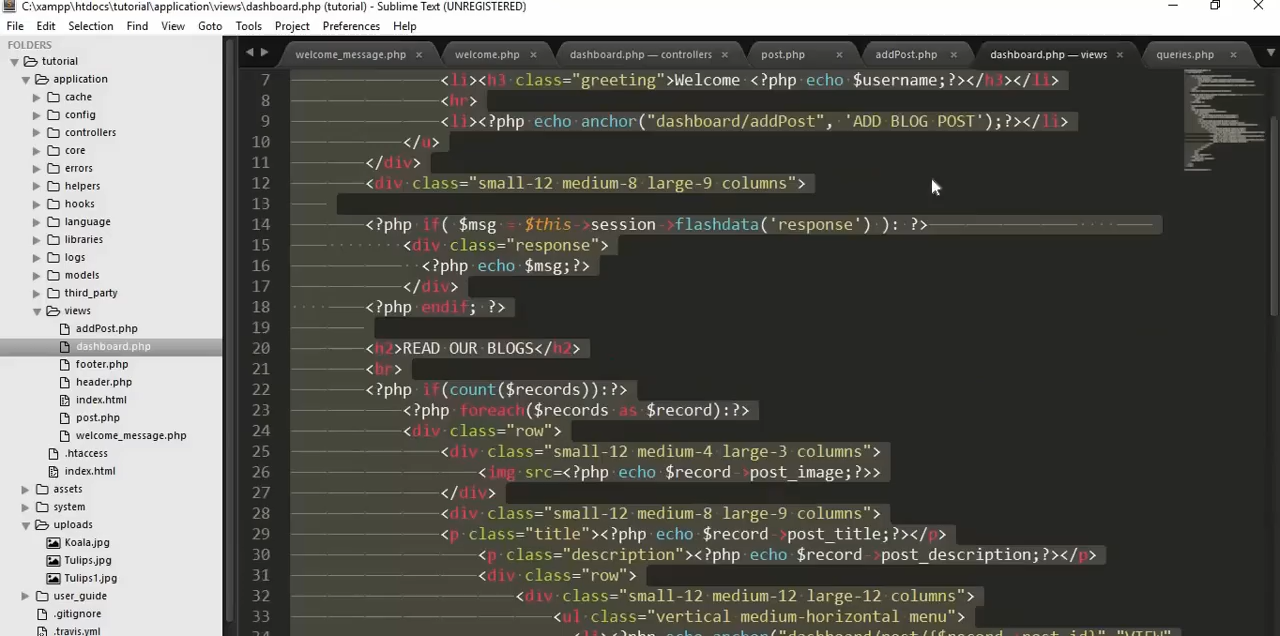 C:\xampp\htdocs\tutorial\application\views\dashboard.php (tutorial) - Sublime Text (UNREGISTERED)
File Edit Selection Find View Goto Tools Project Preferences Help
FOLDERS
tutorial
application
cache
config
controllers
core
errors
helpers
hooks
language
libraries
logs
models
third_party
views
addPost.php
dashboard.php
footer.php
header.php
index.html
post.php
welcome_message.php
.htaccess
index.html
assets
system
uploads
Koala.jpg
Tulips.jpg
Tulips1.jpg
user_guide
.gitignore
.travis.yml
welcome_message.php × welcome.php × dashboard.php — controllers × post.php × addPost.php × dashboard.php — views × queries.php ×
7 <li><h3 class="greeting">Welcome <?php echo $username;?></h3></li>
8 <hr>
9 <li><?php echo anchor("dashboard/addPost", 'ADD BLOG POST');?></li>
10 </u>
11 </div>
12 <div class="small-12 medium-8 large-9 columns">
13
14 <?php if( $msg = $this->session->flashdata('response') ): ?>
15 <div class="response">
16 <?php echo $msg;?>
17 </div>
18 <?php endif; ?>
19
20 <h2>READ OUR BLOGS</h2>
21 <br>
22 <?php if(count($records)):?>
23 <?php foreach($records as $record):?>
24 <div class="row">
25 <div class="small-12 medium-4 large-3 columns">
26 <img src=<?php echo $record->post_image;?>>
27 </div>
28 <div class="small-12 medium-8 large-9 columns">
29 <p class="title"><?php echo $record->post_title;?></p>
30 <p class="description"><?php echo $record->post_description;?></p>
31 <div class="row">
32 <div class="small-12 medium-12 large-12 columns">
33 <ul class="vertical medium-horizontal menu">
34 <li><?php echo anchor("dashboard/post/{$record->post_id}","VIEW"